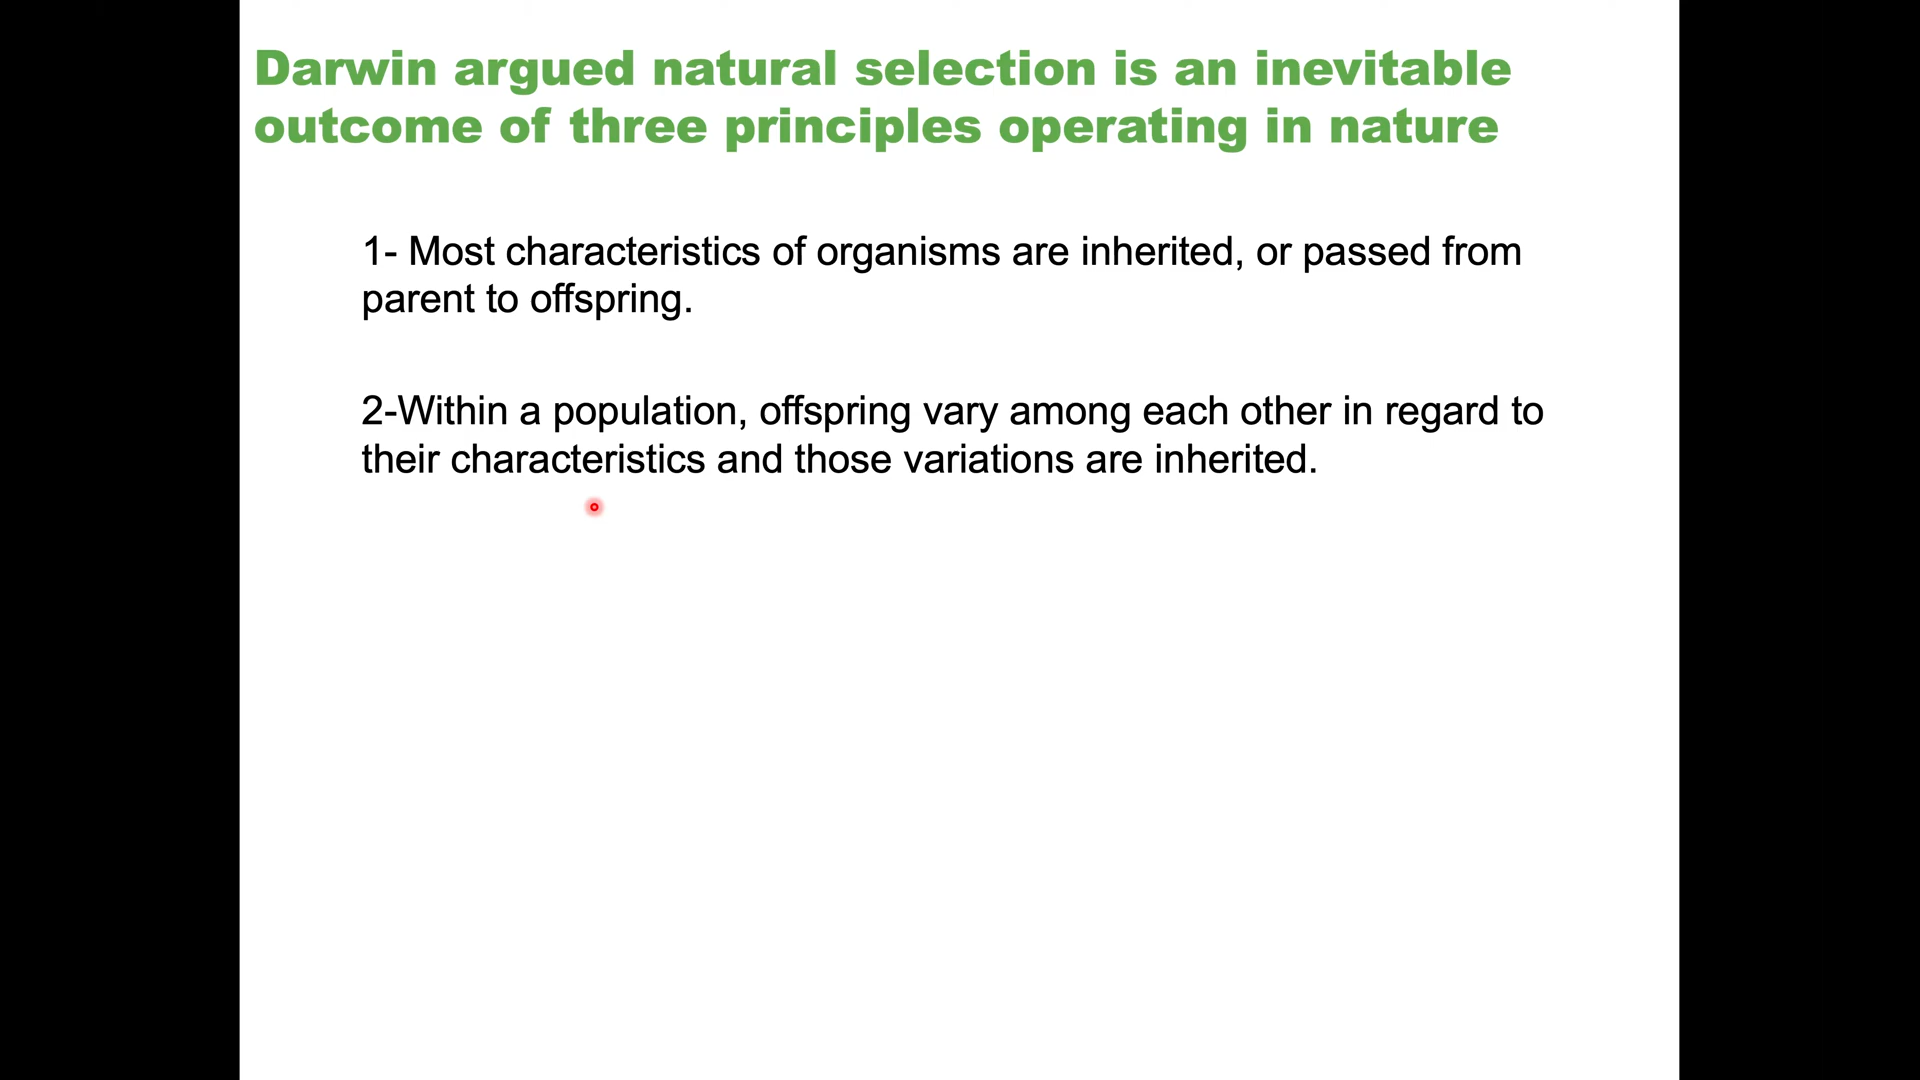 Darwin argued natural selection is an inevitable
outcome of three principles operating in nature
1- Most characteristics of organisms are inherited, or passed from
parent to offspring.
2-Within a population, offspring vary among each other in regard to
their characteristics and those variations are inherited.